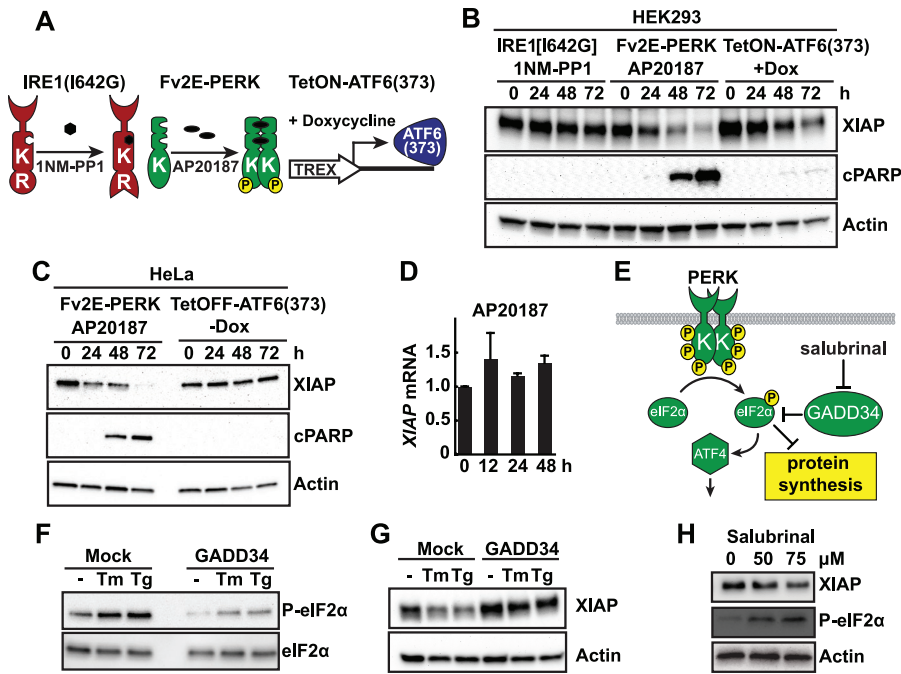 A
IRE1(I642G)
Fv2E-PERK
TetON-ATF6(373)
+ Doxycycline
K
R
1NM-PP1
K
R
K
AP20187
K K
P P
TREX
ATF6
(373)
B
HEK293
IRE1[I642G]
1NM-PP1
Fv2E-PERK
AP20187
TetON-ATF6(373)
+Dox
0 24 48 72 0 24 48 72 0 24 48 72 h
XIAP
cPARP
Actin
C
HeLa
Fv2E-PERK
AP20187
TetOFF-ATF6(373)
-Dox
0 24 48 72 0 24 48 72 h
XIAP
cPARP
Actin
D
AP20187
XIAP mRNA
1.5
1.0
0.5
0
0 12 24 48 h
E
PERK
K K
P P
P P
P P
salubrinal
eIF2α
eIF2α
P
GADD34
ATF4
protein
synthesis
F
Mock GADD34
- Tm Tg - Tm Tg
P-eIF2α
eIF2α
G
Mock GADD34
- Tm Tg - Tm Tg
XIAP
Actin
H
Salubrinal
0 50 75 µM
XIAP
P-eIF2α
Actin